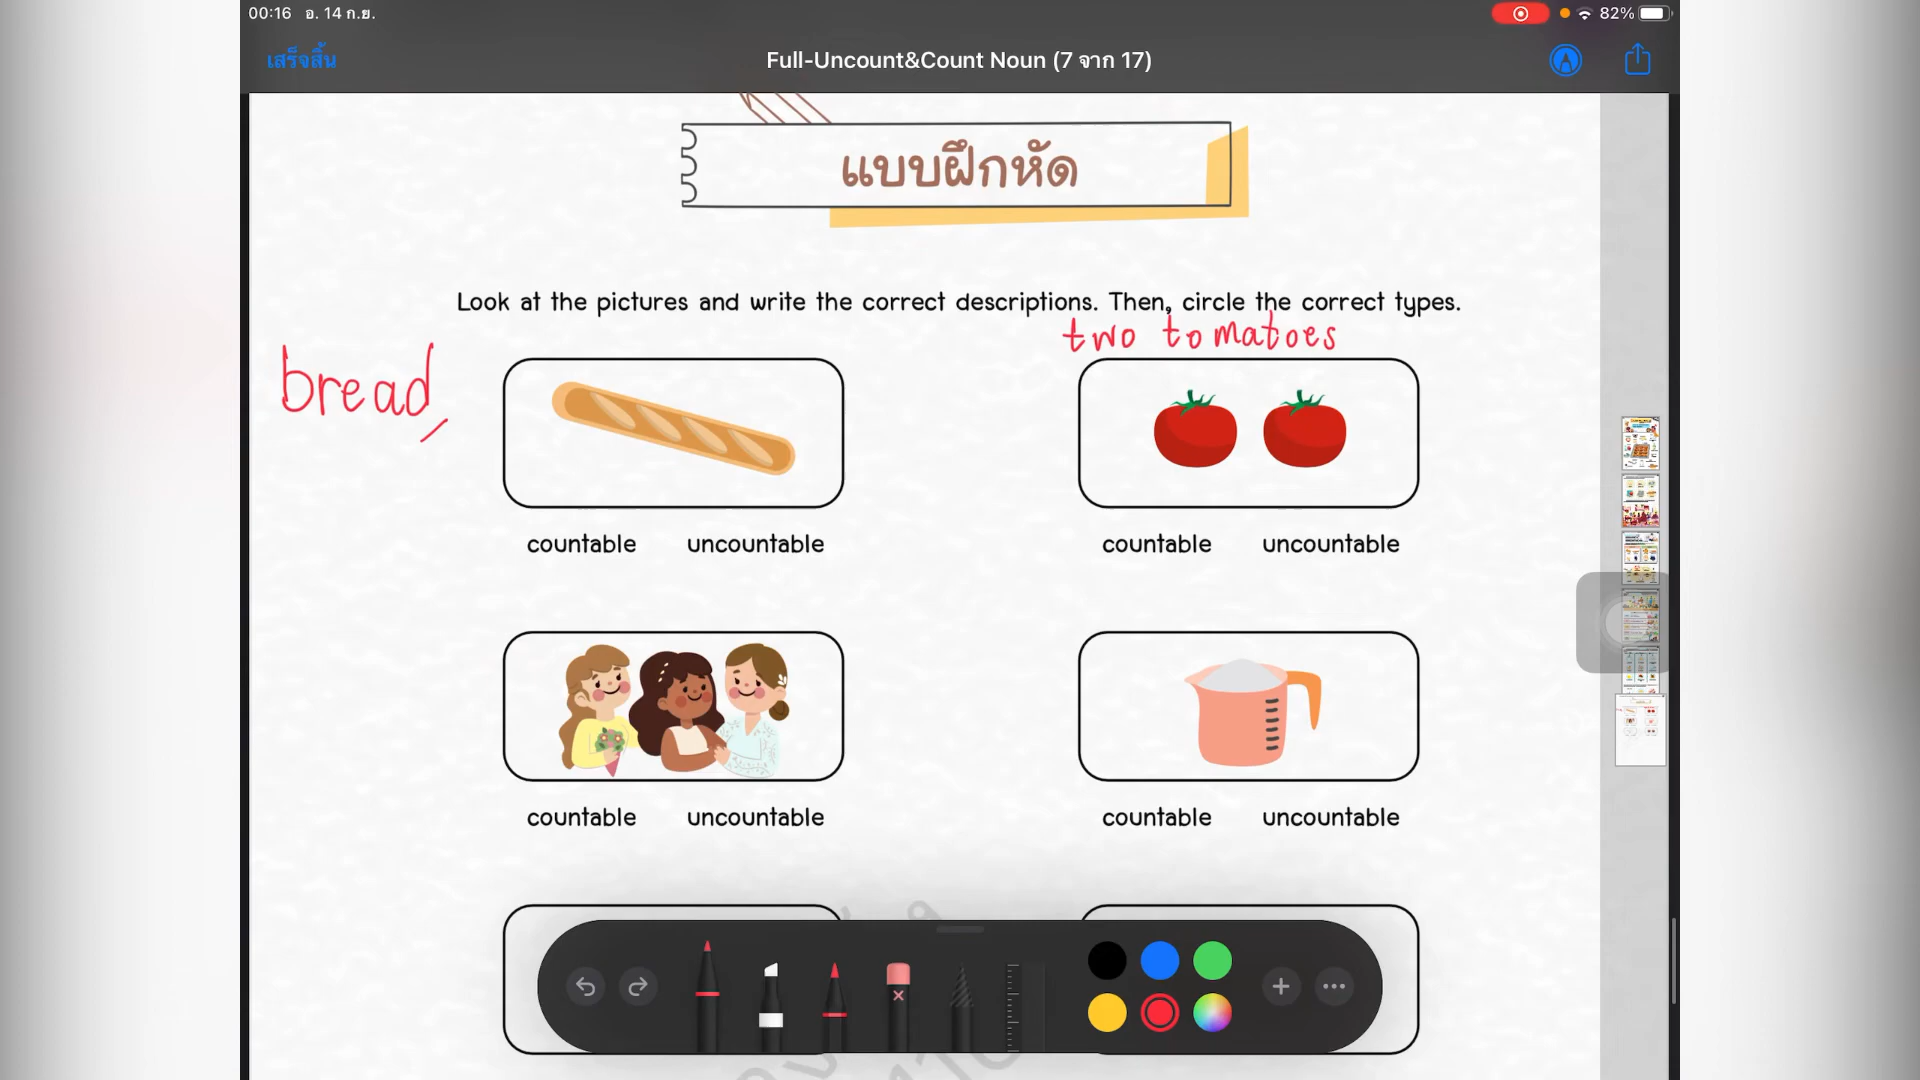 00:16 อ. 14 ก.ย.
82%
เสร็จสิ้น
Full-Uncount&Count Noun (7 จาก 17)
แบบฝึกหัด
Look at the pictures and write the correct descriptions. Then, circle the correct types.
two tomatoes
bread,
countable uncountable
countable uncountable
countable uncountable
countable uncountable